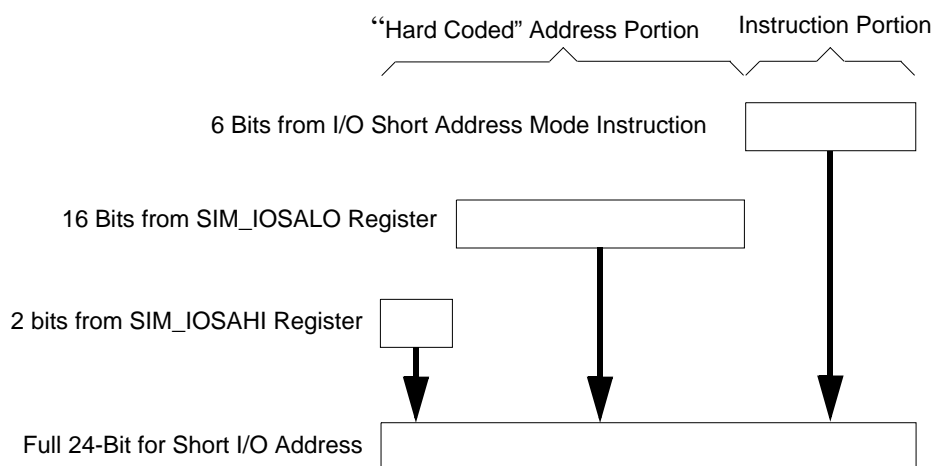 “Hard Coded” Address Portion
Instruction Portion
6 Bits from I/O Short Address Mode Instruction
16 Bits from SIM_IOSALO Register
2 bits from SIM_IOSAHI Register
Full 24-Bit for Short I/O Address